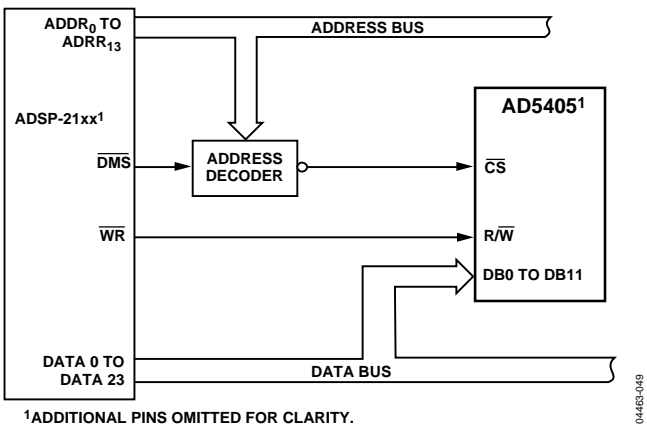 ADDR0 TO
ADRR13
ADDRESS BUS
ADSP-21xx1
AD54051
DMS
ADDRESS
DECODER
CS
WR
R/W
DB0 TO DB11
DATA 0 TO
DATA 23
DATA BUS
1ADDITIONAL PINS OMITTED FOR CLARITY.
04463-049